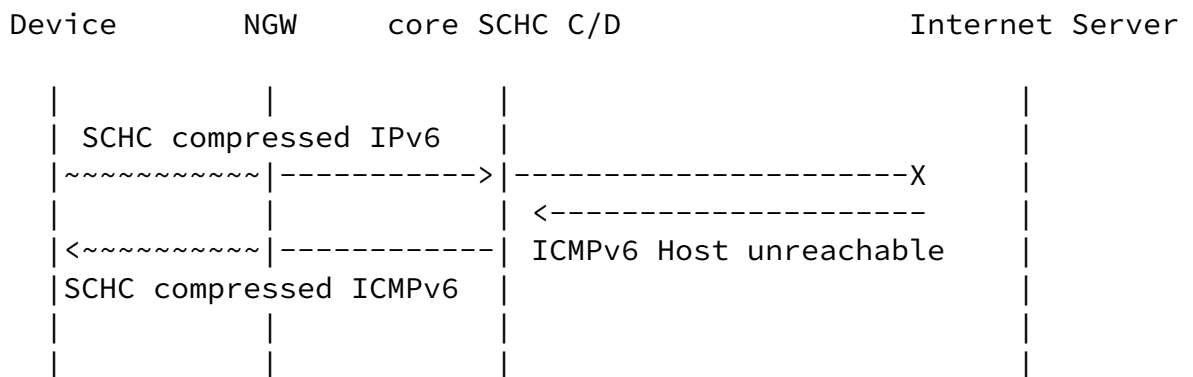 Device NGW core SCHC C/D Internet Server
SCHC compressed IPv6
|~~~~~~~~~~~|----------->|----------------------X
<---------------------
|<~~~~~~~~~~|------------| ICMPv6 Host unreachable
SCHC compressed ICMPv6